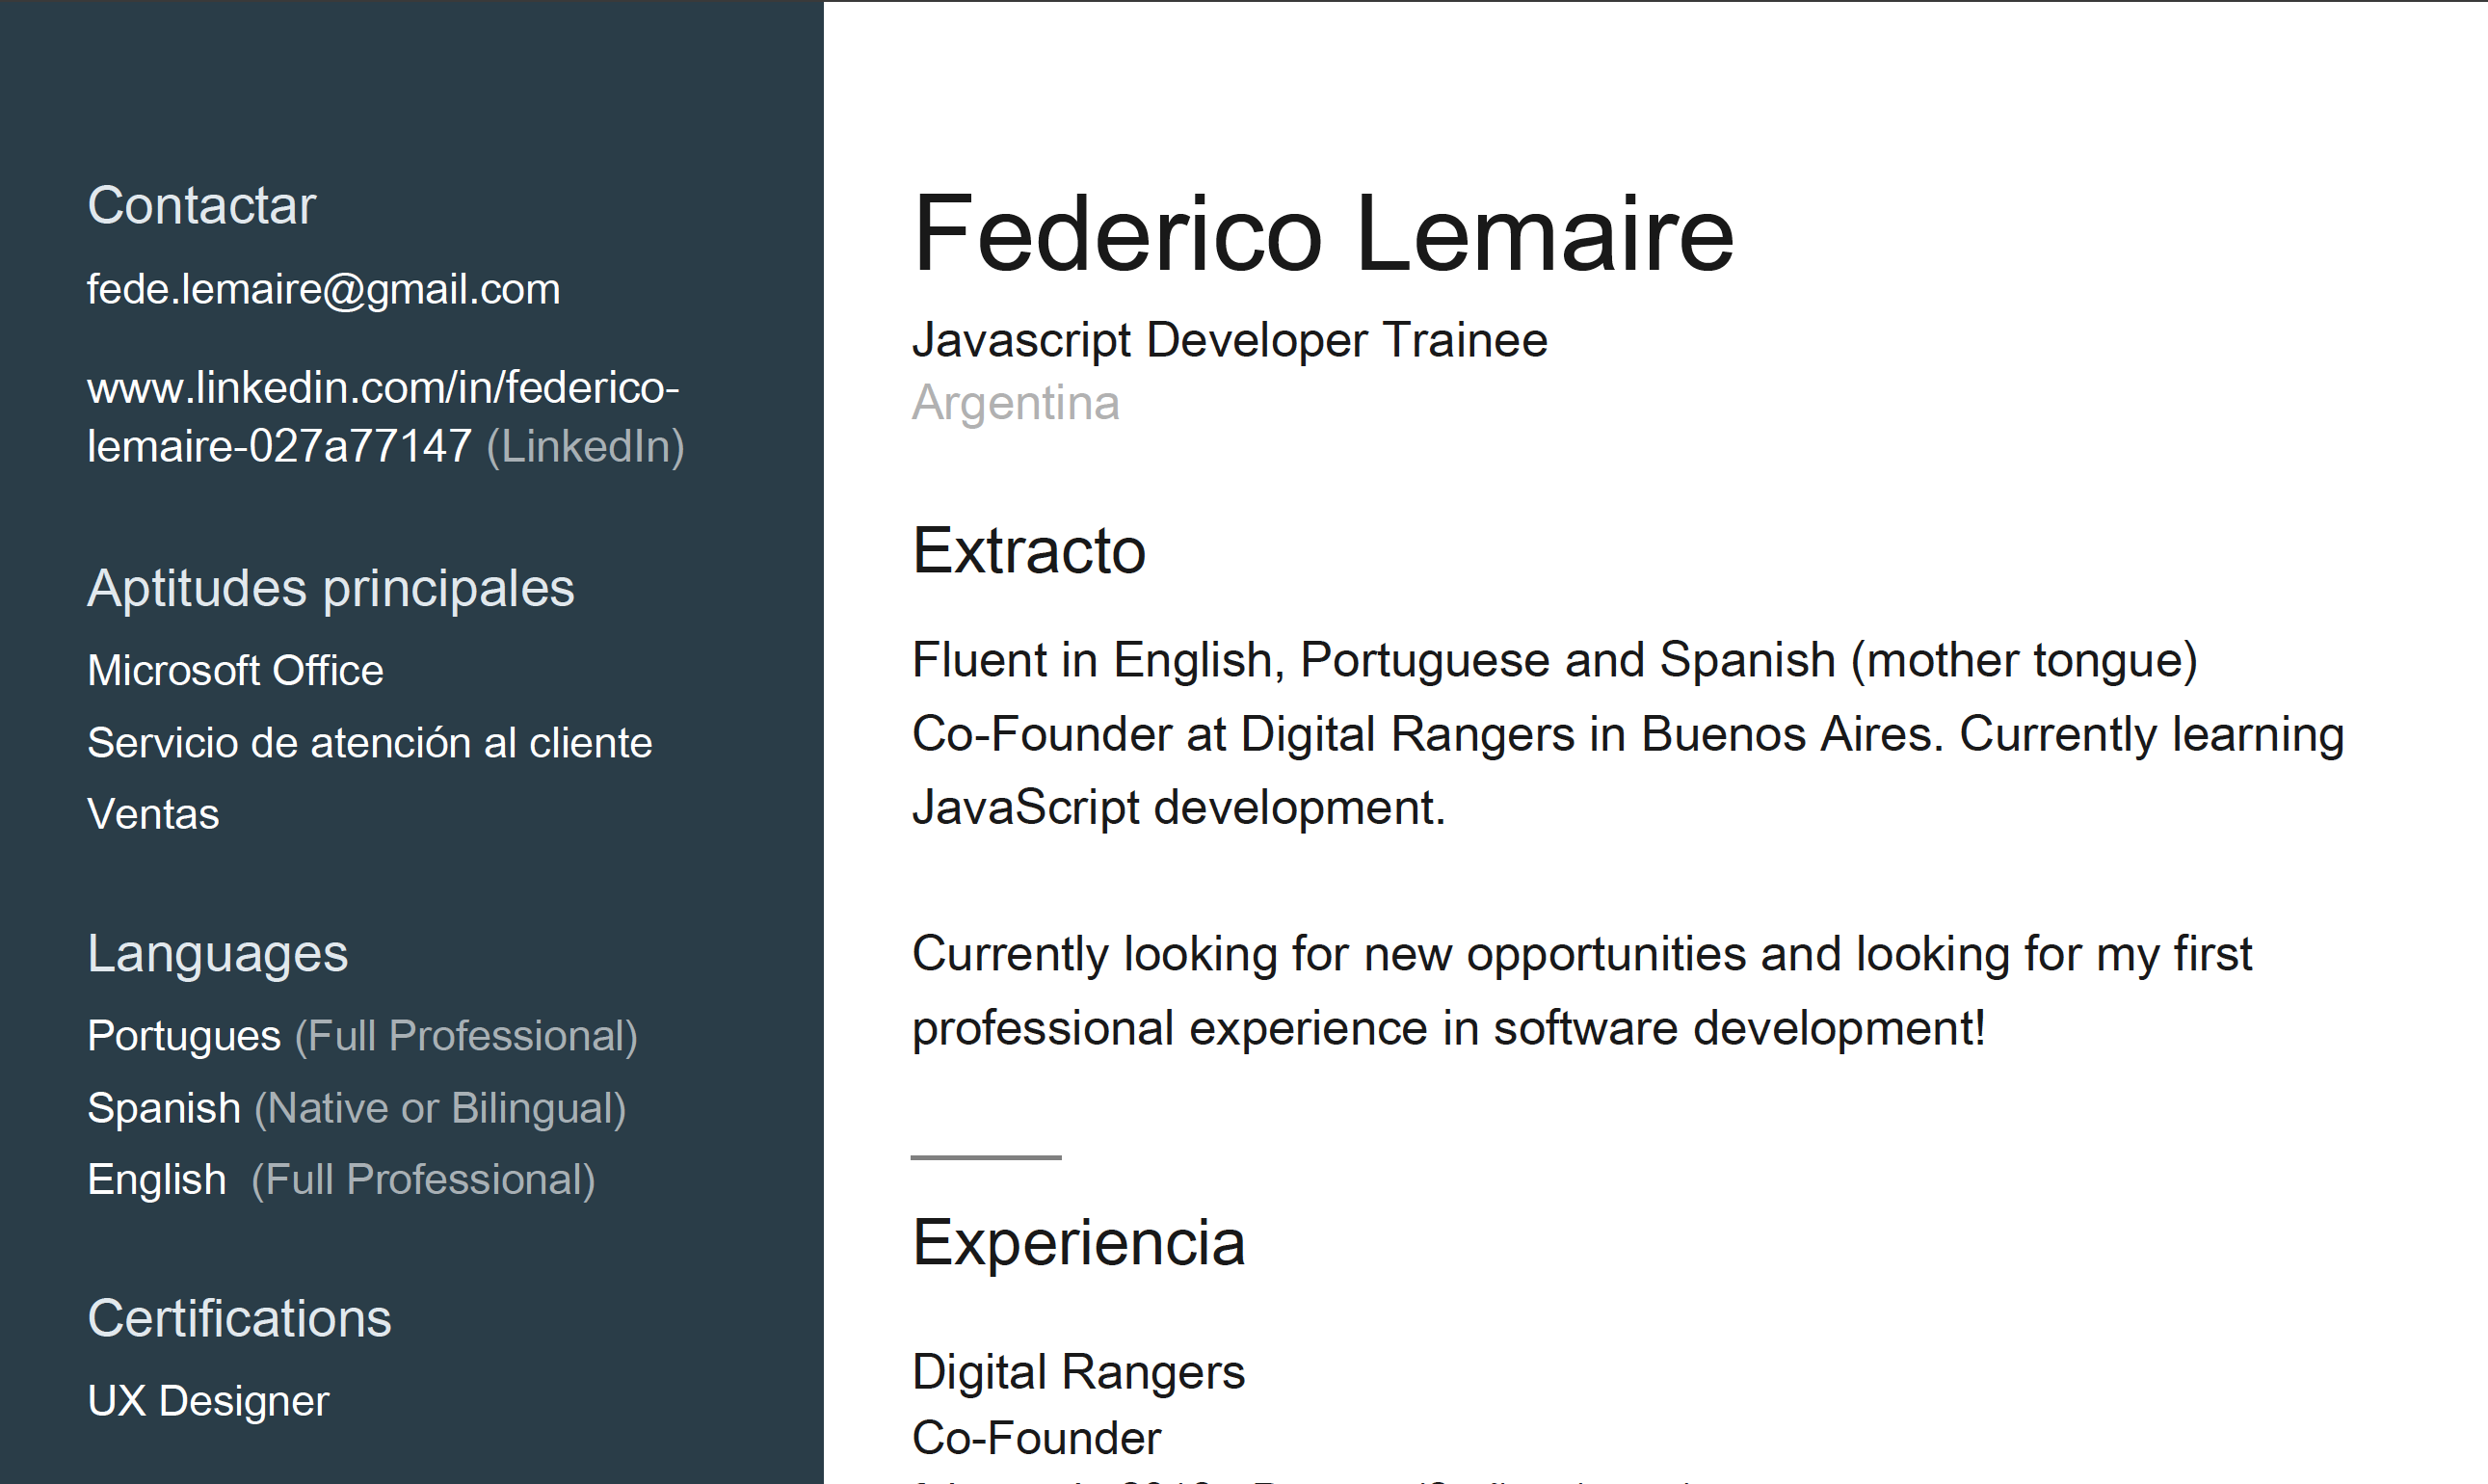 Contactar
fede.lemaire@gmail.com
www.linkedin.com/in/federico-
lemaire-027a77147 (LinkedIn)
Aptitudes principales
Microsoft Office
Servicio de atención al cliente
Ventas
Languages
Portugues (Full Professional)
Spanish (Native or Bilingual)
English (Full Professional)
Certifications
UX Designer
Federico Lemaire
Javascript Developer Trainee
Argentina
Extracto
Fluent in English, Portuguese and Spanish (mother tongue)
Co-Founder at Digital Rangers in Buenos Aires. Currently learning
JavaScript development.
Currently looking for new opportunities and looking for my first
professional experience in software development!
Experiencia
Digital Rangers
Co-Founder